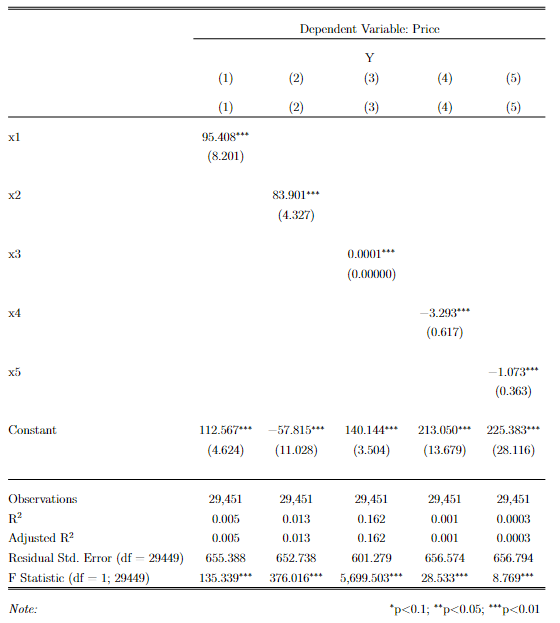 Dependent Variable: Price
Y
(1) (2) (3) (4) (5)
(1) (2) (3) (4) (5)
x1 95.408***
(8.201)
x2 83.901***
(4.327)
x3 0.0001***
(0.00000)
x4 −3.293***
(0.617)
x5 −1.073***
(0.363)
Constant 112.567*** −57.815*** 140.144*** 213.050*** 225.383***
(4.624) (11.028) (3.504) (13.679) (28.116)
Observations 29,451 29,451 29,451 29,451 29,451
R² 0.005 0.013 0.162 0.001 0.0003
Adjusted R² 0.005 0.013 0.162 0.001 0.0003
Residual Std. Error (df = 29449) 655.388 652.738 601.279 656.574 656.794
F Statistic (df = 1; 29449) 135.339*** 376.016*** 5,699.503*** 28.533*** 8.769***
Note: *p<0.1; **p<0.05; ***p<0.01